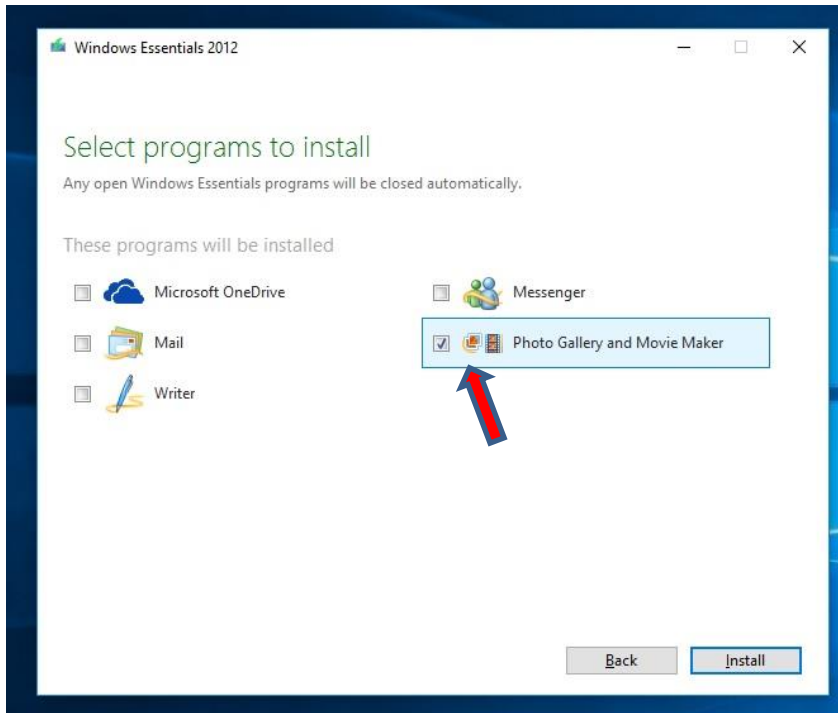 Windows Essentials 2012
Select programs to install
Any open Windows Essentials programs will be closed automatically.
These programs will be installed
Microsoft OneDrive
Messenger
Mail
Photo Gallery and Movie Maker
Writer
Back
Install